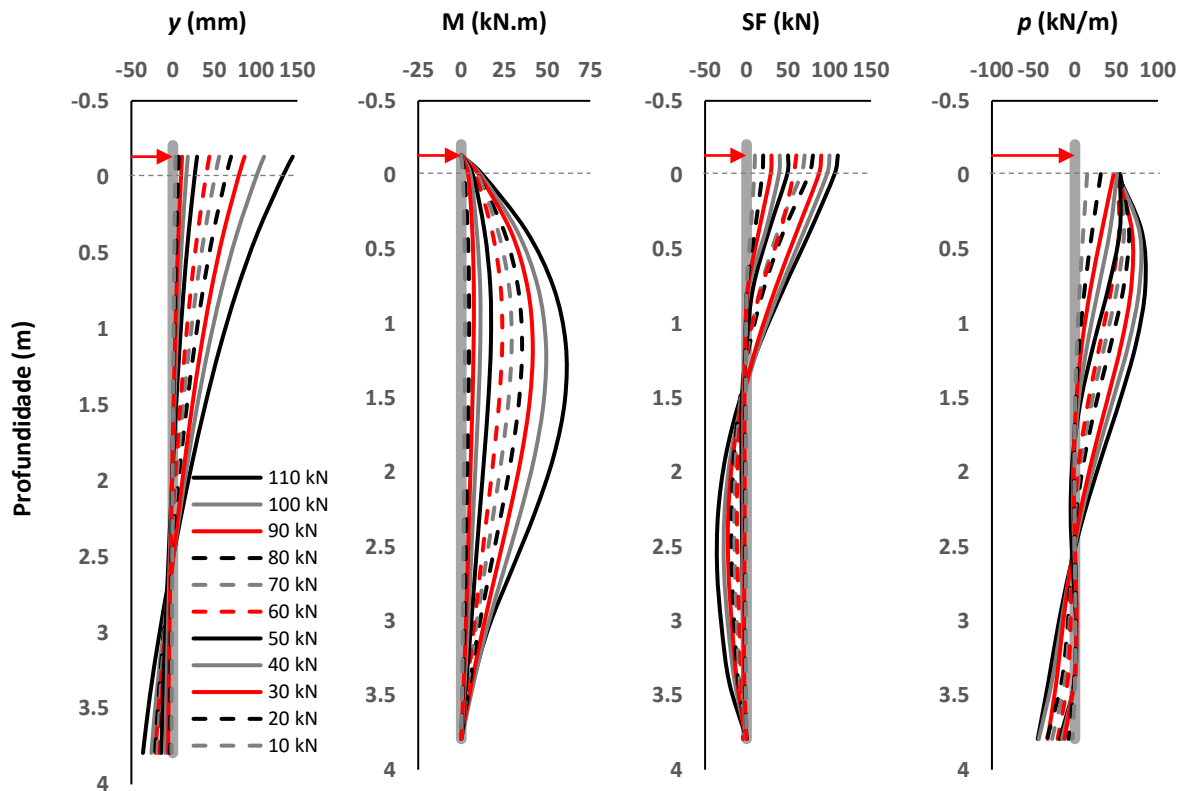 y (mm)
M (kN.m)
SF (kN)
p (kN/m)
-50 0 50 100 150
-25 0 25 50 75
-50 0 50 100 150
-100 -50 0 50 100
-0.5
0
0.5
1
1.5
2
2.5
3
3.5
4
-0.5
0
0.5
1
1.5
2
2.5
3
3.5
4
-0.5
0
0.5
1
1.5
2
2.5
3
3.5
4
-0.5
0
0.5
1
1.5
2
2.5
3
3.5
4
Profundidade (m)
110 kN
100 kN
90 kN
80 kN
70 kN
60 kN
50 kN
40 kN
30 kN
20 kN
10 kN